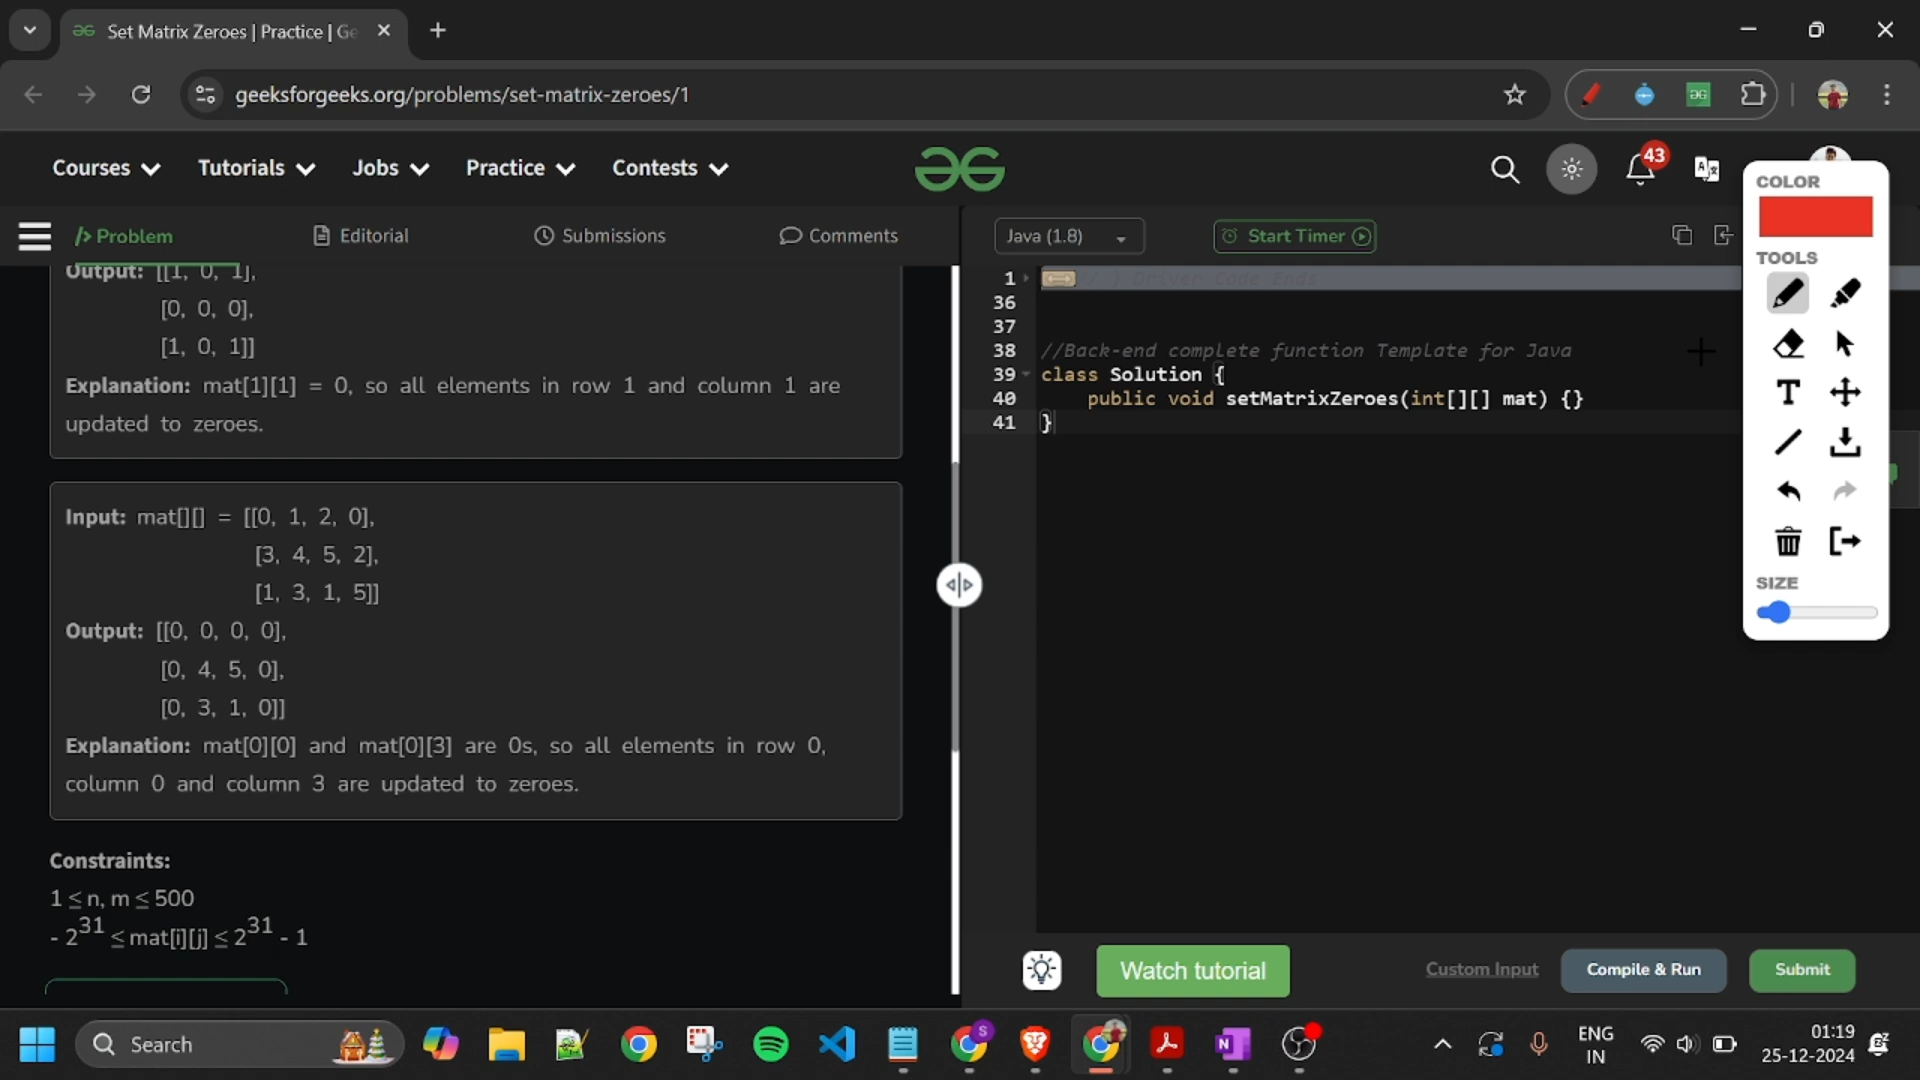 Set Matrix Zeroes | Practice | Ge
geeksforgeeks.org/problems/set-matrix-zeroes/1
Courses Tutorials Jobs Practice Contests
43
Problem Editorial Submissions Comments
Java (1.8) Start Timer
Output: [[1, 0, 1],
[0, 0, 0],
[1, 0, 1]]
Explanation: mat[1][1] = 0, so all elements in row 1 and column 1 are
updated to zeroes.
Input: mat[][] = [[0, 1, 2, 0],
[3, 4, 5, 2],
[1, 3, 1, 5]]
Output: [[0, 0, 0, 0],
[0, 4, 5, 0],
[0, 3, 1, 0]]
Explanation: mat[0][0] and mat[0][3] are 0s, so all elements in row 0,
column 0 and column 3 are updated to zeroes.
Constraints:
1 ≤ n, m ≤ 500
- 2^31 ≤ mat[i][j] ≤ 2^31 - 1
1 / } Driver Code Ends
36
37
38 //Back-end complete function Template for Java
39 class Solution {
40 public void setMatrixZeroes(int[][] mat) {}
41 }
COLOR
TOOLS
T
SIZE
Watch tutorial Custom Input Compile & Run Submit
Search
S
N
ENG
IN
01:19
25-12-2024